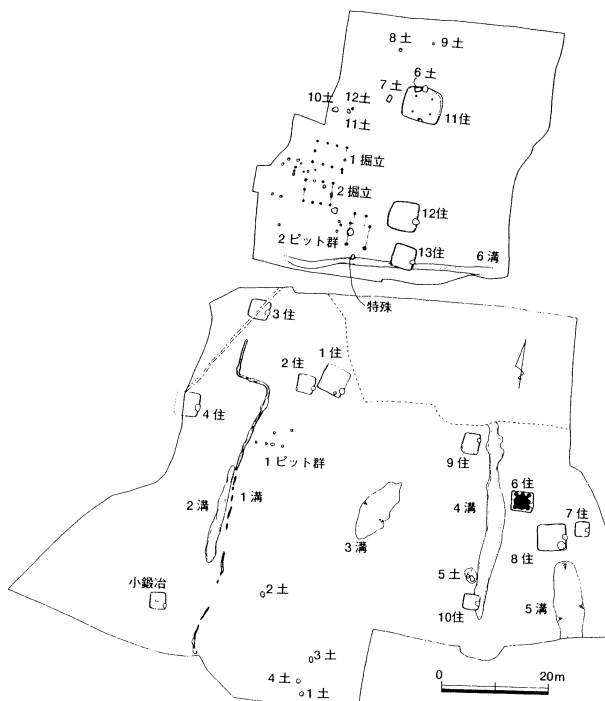 8土
9土
6土
7土
10土
12土
11住
11土
1掘立
2掘立
12住
2ピット群
13住
6溝
特殊
3住
2住
1住
4住
1ピット群
9住
6住
7住
4溝
2溝
1溝
3溝
8住
小鍛冶
2土
5土
10住
5溝
3土
4土
1土
0
20m